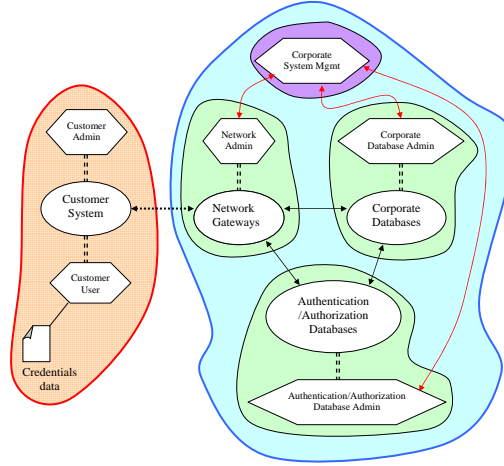 Corporate
System Mgmt
Customer
Admin
Network
Admin
Corporate
Database Admin
Customer
System
Network
Gateways
Corporate
Databases
Customer
User
Authentication
/Authorization
Databases
Credentials
data
Authentication/Authorization
Database Admin